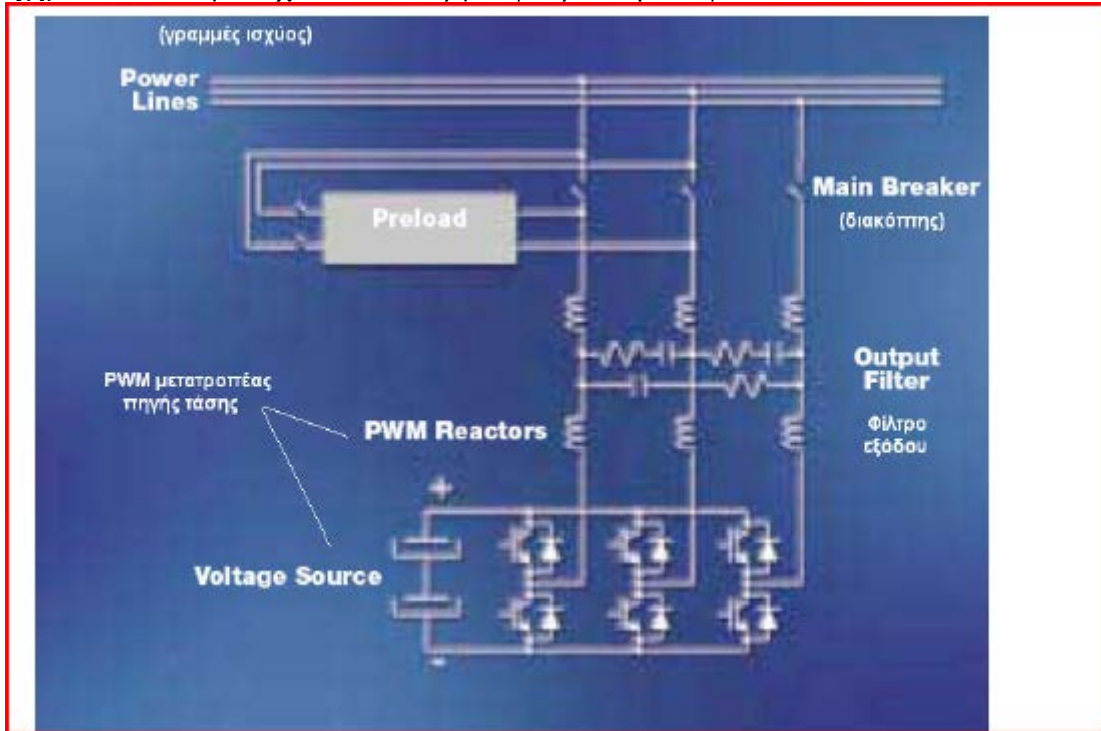 (γραμμές ισχύος)
Power
Lines
Main Breaker
(διακόπτης)
Preload
Output
Filter
Φίλτρο
εξόδου
PWM μετατροπέας
πηγής τάσης
PWM Reactors
+
Voltage Source
-